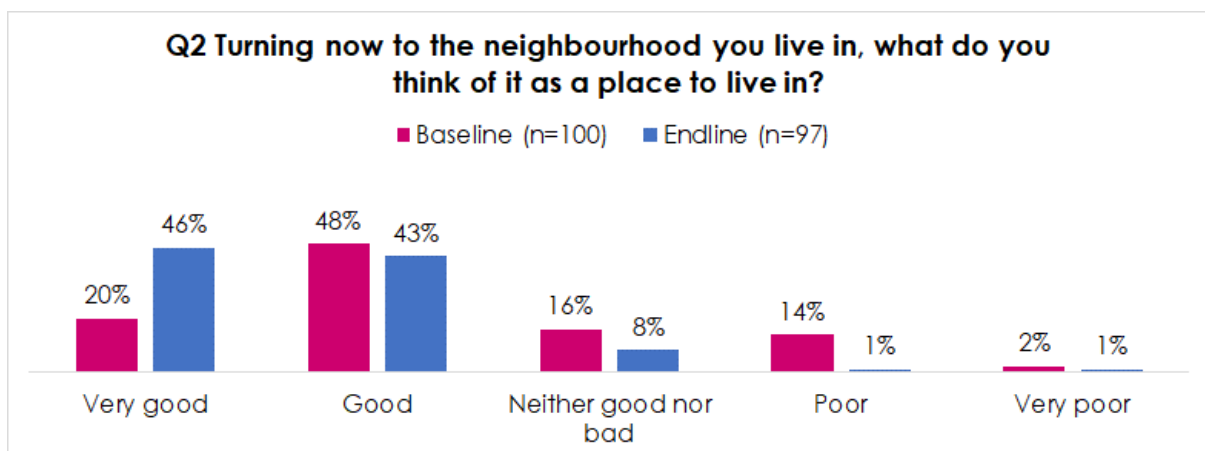 Q2 Turning now to the neighbourhood you live in, what do you
think of it as a place to live in?
Baseline (n=100) Endline (n=97)
20% 46% 48% 43% 16% 8% 14% 1% 2% 1%
Very good Good Neither good nor Poor Very poor
bad